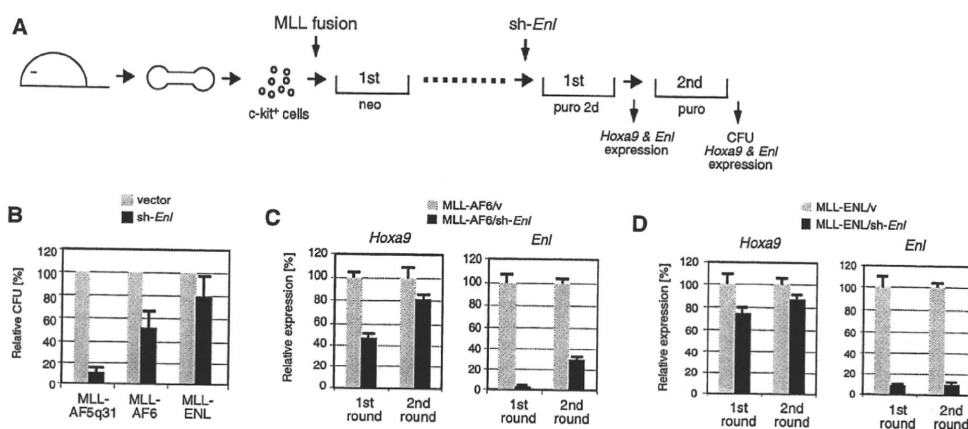 A
MLL fusion
sh-Enl
1st
1st
2nd
neo
puro 2d
puro
c-kit+ cells
Hoxa9 & Enl
expression
CFU
Hoxa9 & Enl
expression
B
vector
sh-Enl
Relative CFU [%]
120
100
80
60
40
20
0
MLL-
AF5q31
MLL-
AF6
MLL-
ENL
C
MLL-AF6/v
MLL-AF6/sh-Enl
Hoxa9
Enl
Relative expression [%]
120
100
80
60
40
20
0
1st
round
2nd
round
120
100
80
60
40
20
0
1st
round
2nd
round
D
MLL-ENL/v
MLL-ENL/sh-Enl
Hoxa9
Enl
Relative expression [%]
120
100
80
60
40
20
0
1st
round
2nd
round
120
100
80
60
40
20
0
1st
round
2nd
round